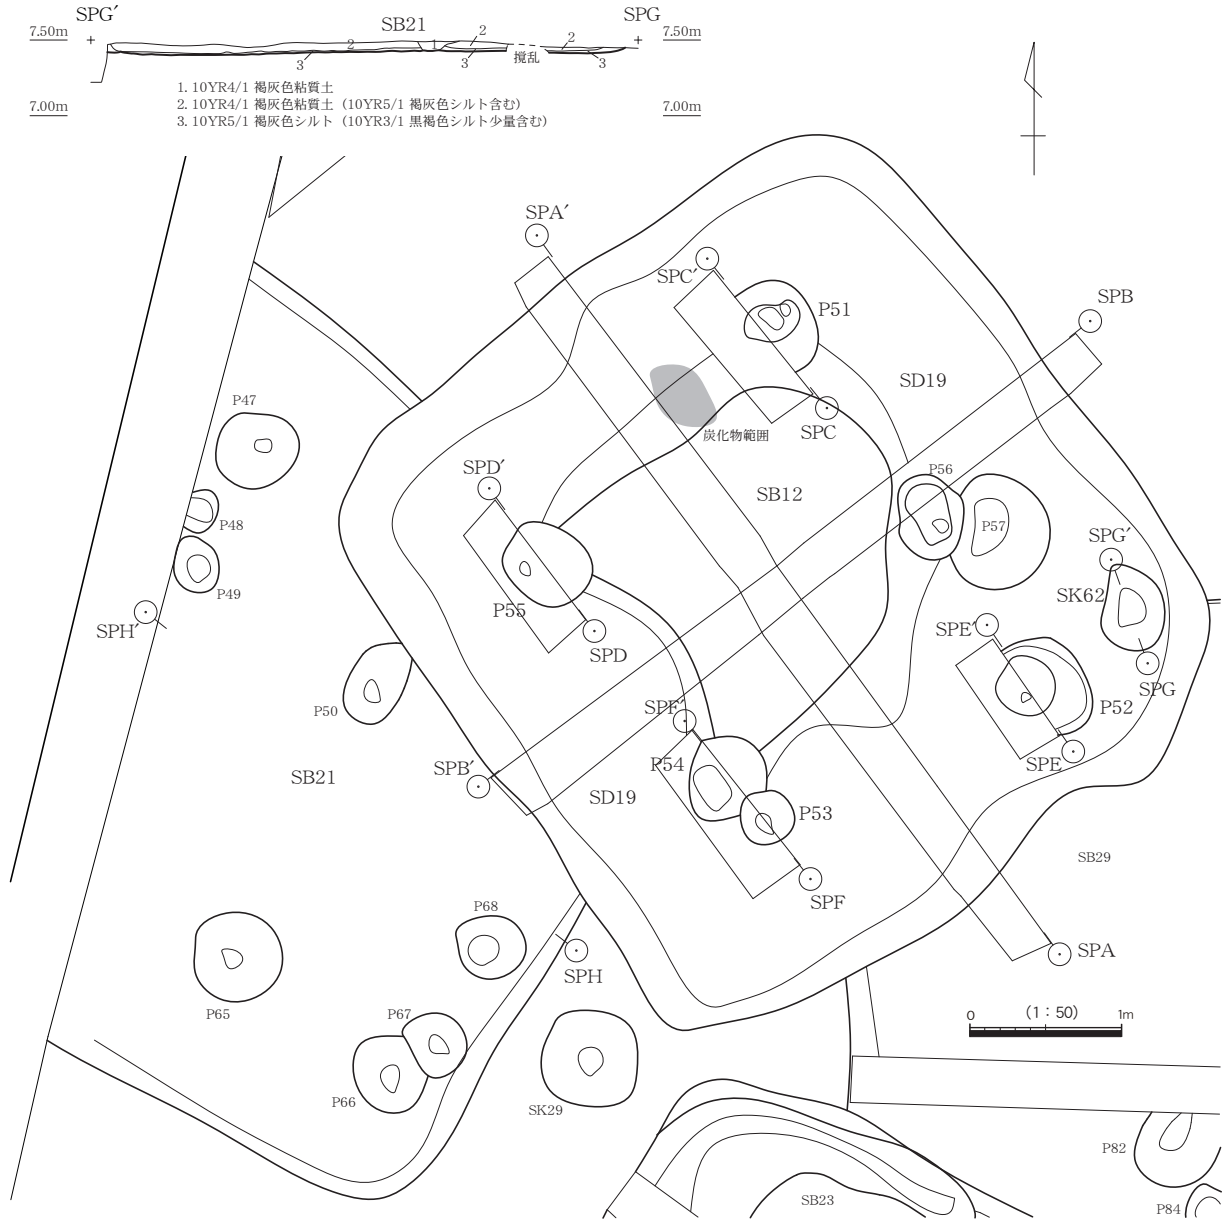 SPG′ SB21 SPG
7.50m 2 2 7.50m
2 1
3 3 撹乱 3
1. 10YR4/1 褐灰色粘質土
2. 10YR4/1 褐灰色粘質土（10YR5/1 褐灰色シルト含む）
3. 10YR5/1 褐灰色シルト（10YR3/1 黒褐色シルト少量含む）
7.00m 7.00m
SPA′
SPC′
SPB
P51
SD19
P47
炭化物範囲
SPC
SPD′
P56
SB12
P48
P57
SPG′
P49
SK62
P55
SPH′
SPE′
SPD
SPG
P50
SPF′
P52
P54
SPE
SPB′
SB21
SD19
P53
SB29
SPF
P68
SPA
SPH
P65
P67
0 （1：50） 1m
P66
SK29
P82
SB23
P84